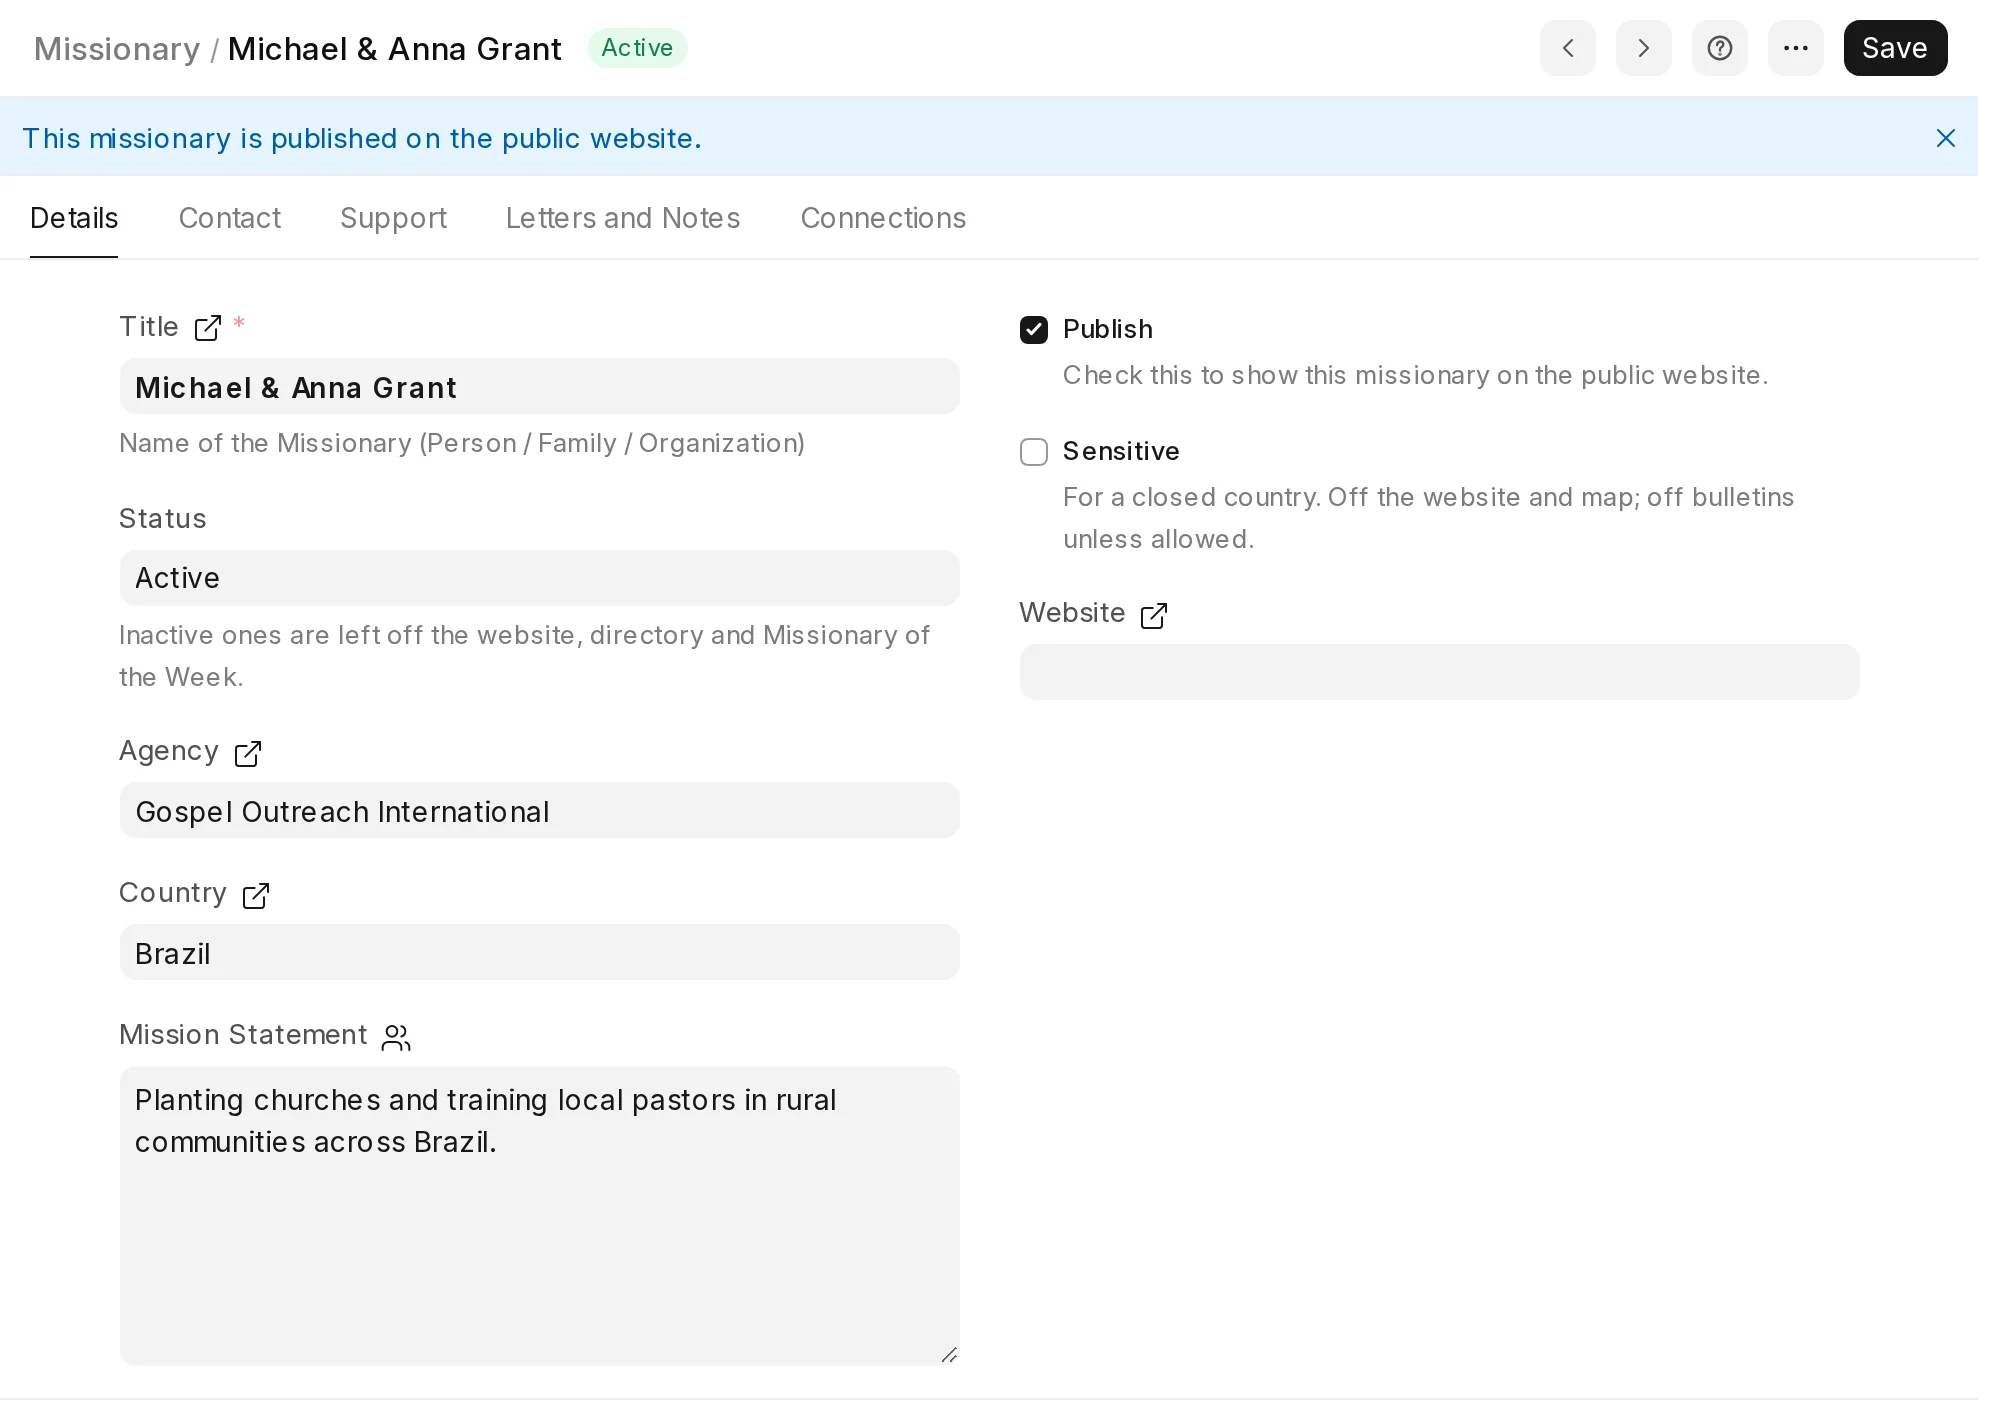 Missionary / Michael & Anna Grant Active Save
This missionary is published on the public website.
Details Contact Support Letters and Notes Connections
Title *
Michael & Anna Grant
Name of the Missionary (Person / Family / Organization)
Status
Active
Inactive ones are left off the website, directory and Missionary of
the Week.
Agency
Gospel Outreach International
Country
Brazil
Mission Statement
Planting churches and training local pastors in rural
communities across Brazil.
Publish
Check this to show this missionary on the public website.
Sensitive
For a closed country. Off the website and map; off bulletins
unless allowed.
Website